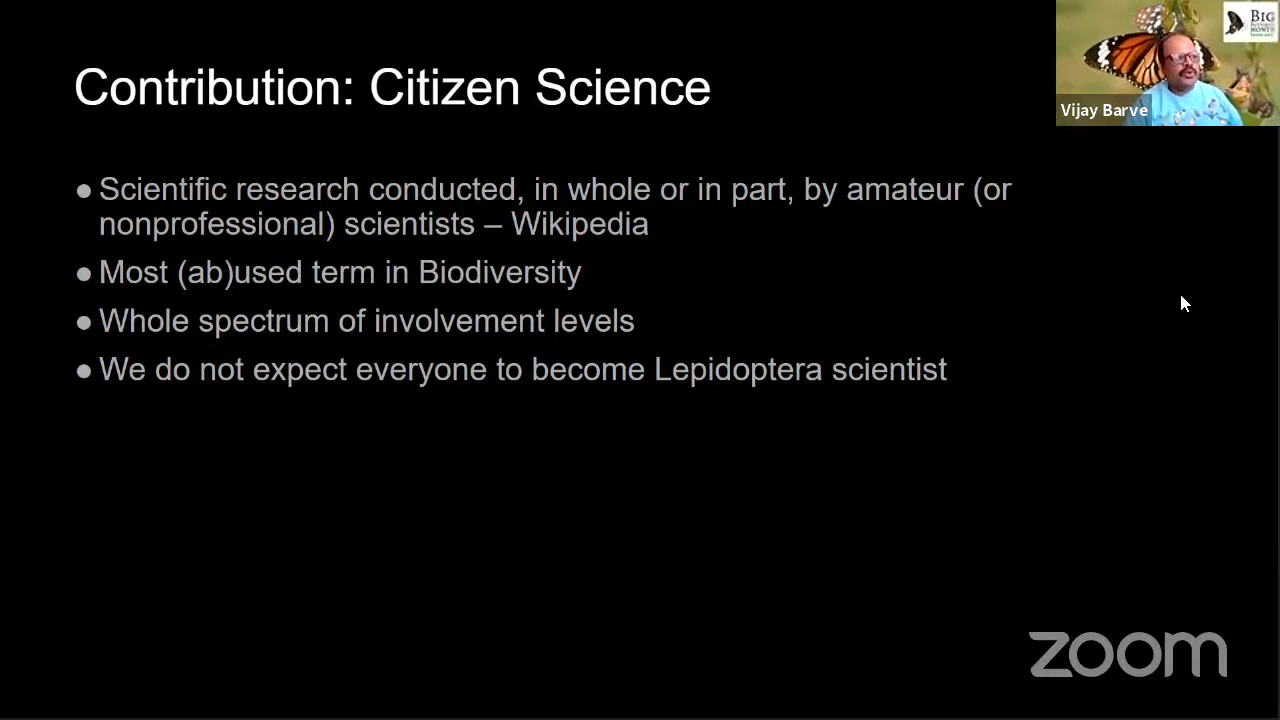 Contribution: Citizen Science
● Scientific research conducted, in whole or in part, by amateur (or
nonprofessional) scientists – Wikipedia
● Most (ab)used term in Biodiversity
● Whole spectrum of involvement levels
● We do not expect everyone to become Lepidoptera scientist
BIG
MONTH
Vijay Barve
zoom